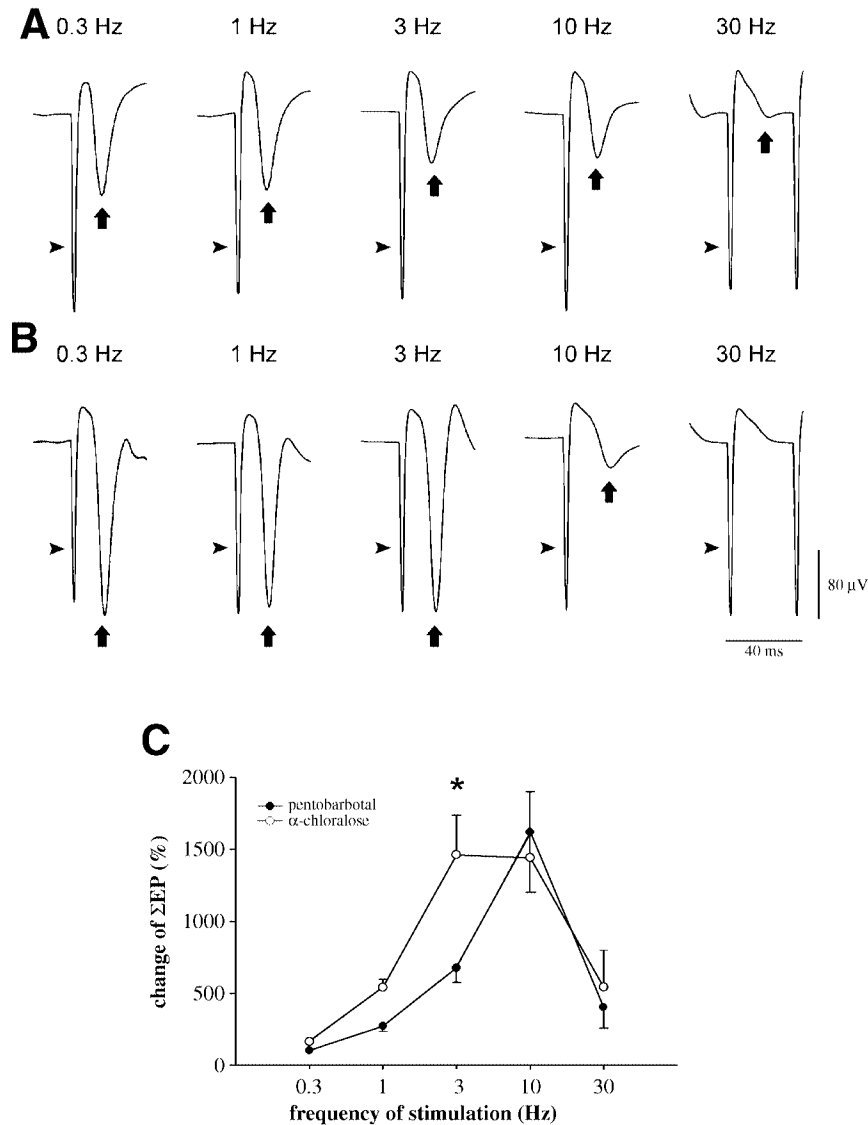 A
0.3 Hz 1 Hz 3 Hz 10 Hz 30 Hz
B
0.3 Hz 1 Hz 3 Hz 10 Hz 30 Hz
80 µV
40 ms
C
2000
1500
1000
500
0
change of ΣEP (%)
*
pentobarbotal
α-chloralose
0.3 1 3 10 30
frequency of stimulation (Hz)